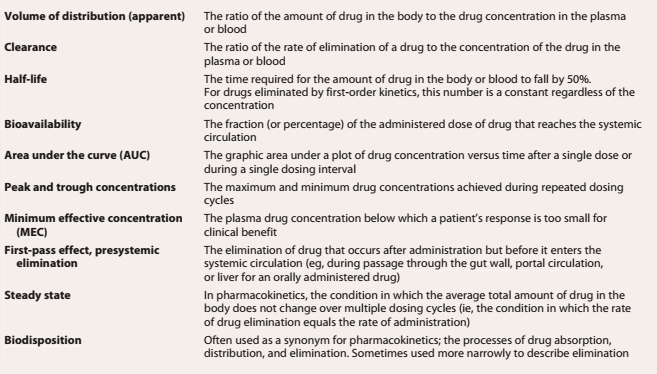 Volume of distribution (apparent) The ratio of the amount of drug in the body to the drug concentration in the plasma
or blood
Clearance The ratio of the rate of elimination of a drug to the concentration of the drug in the
plasma or blood
Half-life The time required for the amount of drug in the body or blood to fall by 50%.
For drugs eliminated by first-order kinetics, this number is a constant regardless of the
concentration
Bioavailability The fraction (or percentage) of the administered dose of drug that reaches the systemic
circulation
Area under the curve (AUC) The graphic area under a plot of drug concentration versus time after a single dose or
during a single dosing interval
Peak and trough concentrations The maximum and minimum drug concentrations achieved during repeated dosing
cycles
Minimum effective concentration The plasma drug concentration below which a patient's response is too small for
(MEC) clinical benefit
First-pass effect, presystemic The elimination of drug that occurs after administration but before it enters the
elimination systemic circulation (eg, during passage through the gut wall, portal circulation,
or liver for an orally administered drug)
Steady state In pharmacokinetics, the condition in which the average total amount of drug in the
body does not change over multiple dosing cycles (ie, the condition in which the rate
of drug elimination equals the rate of administration)
Biodisposition Often used as a synonym for pharmacokinetics; the processes of drug absorption,
distribution, and elimination. Sometimes used more narrowly to describe elimination